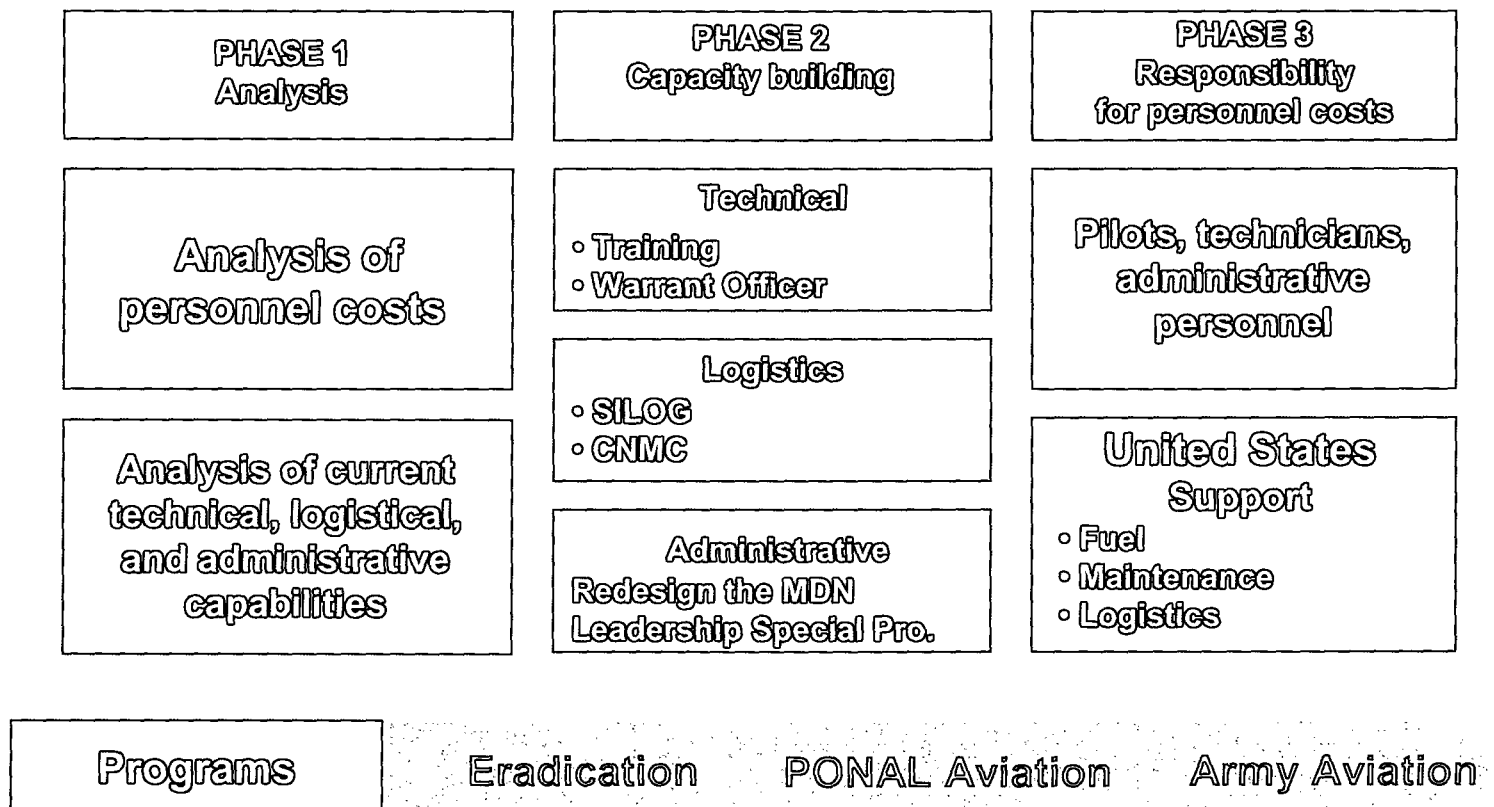 PHASE 1
Analysis
Analysis of
personnel costs
Analysis of current
technical, logistical,
and administrative
capabilities
PHASE 2
Capacity building
Technical
• Training
• Warrant Officer
Logistics
• SILOG
• CNMC
Administrative
Redesign the MDN
Leadership Special Pro.
PHASE 3
Responsibility
for personnel costs
Pilots, technicians,
administrative
personnel
United States
Support
• Fuel
• Maintenance
• Logistics
Programs Eradication PONAL Aviation Army Aviation